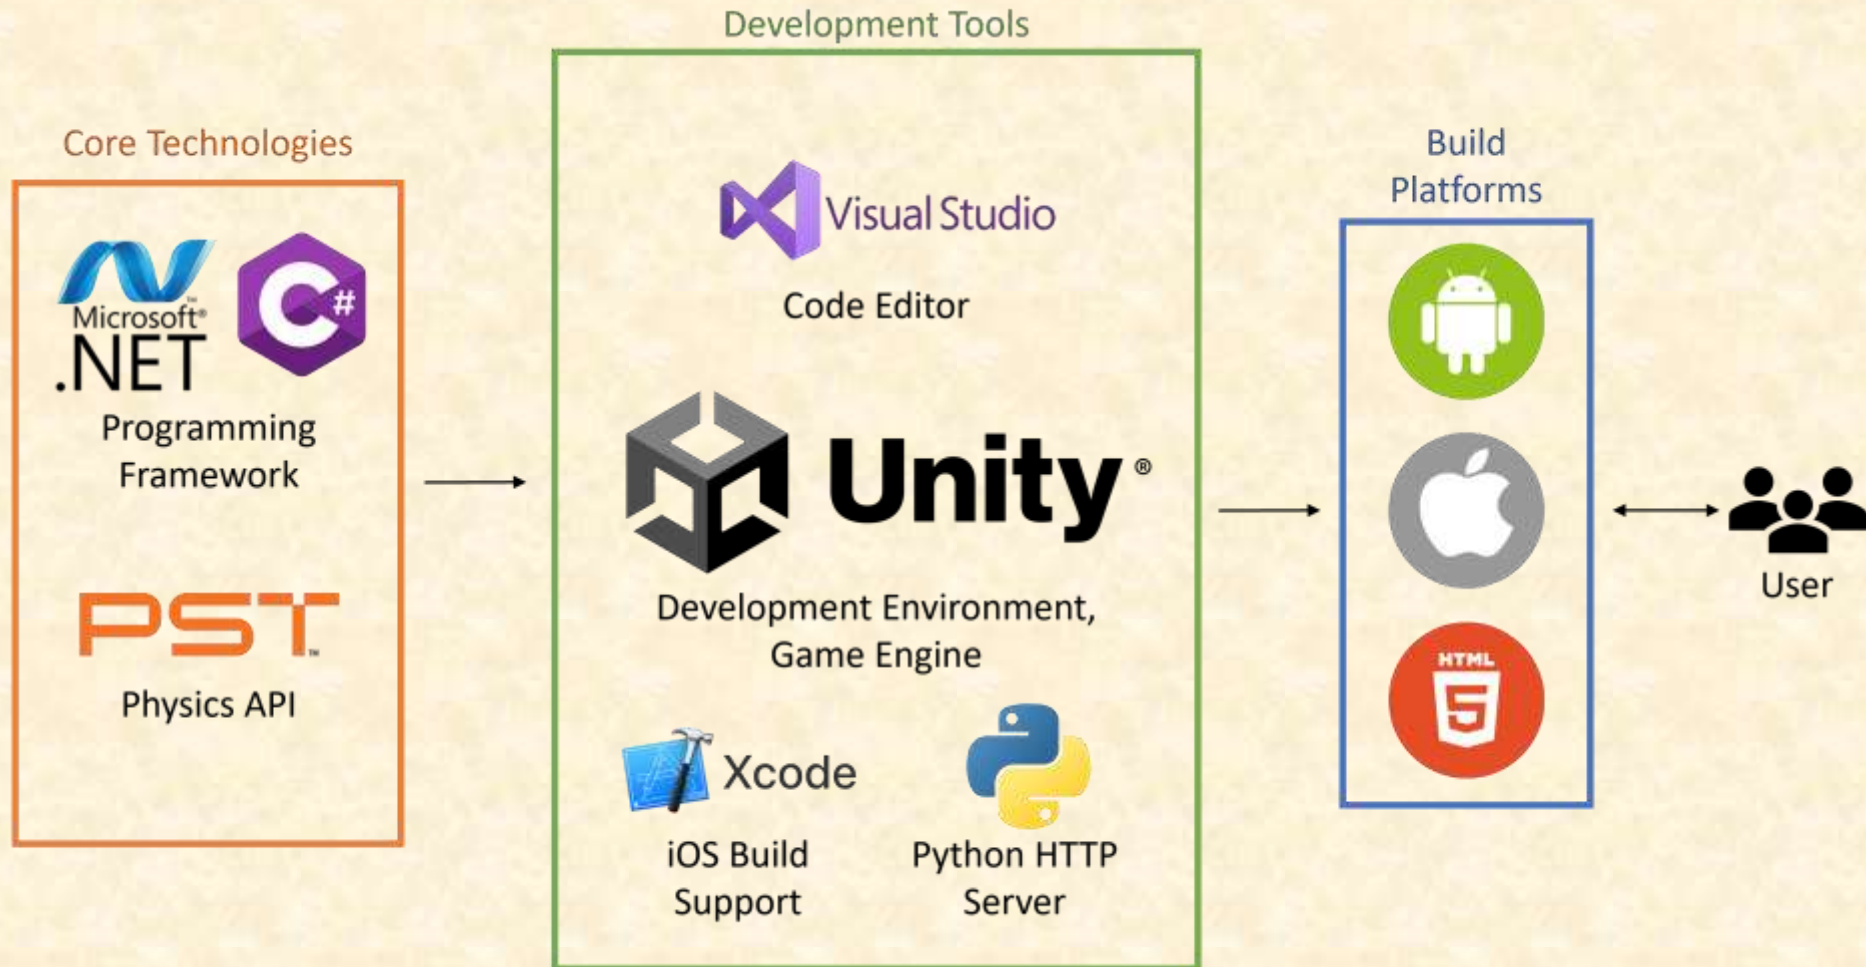 Development Tools
Core Technologies
Microsoft®
.NET
C#
Programming
Framework
PST™
Physics API
Visual Studio
Code Editor
Unity®
Development Environment,
Game Engine
Xcode
iOS Build
Support
Python HTTP
Server
Build
Platforms
HTML
5
User